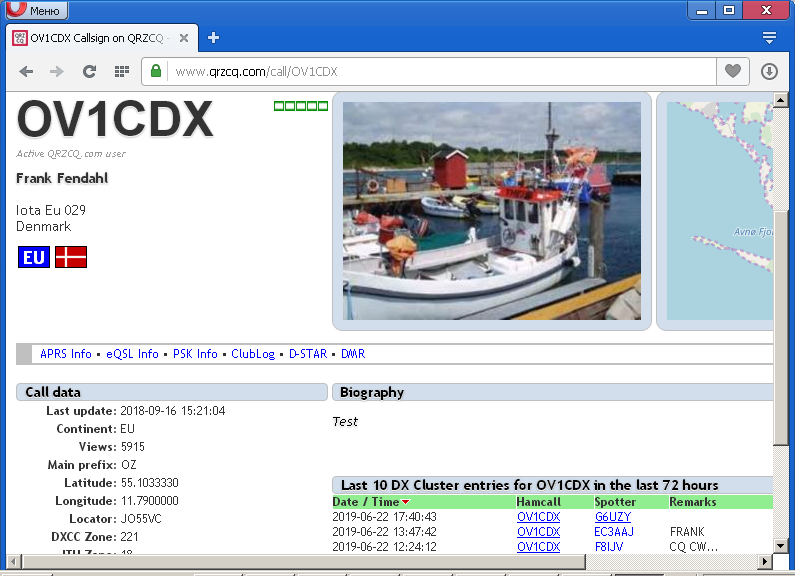 Меню
OV1CDX Callsign on QRZCQ -
www.qrzcq.com/call/OV1CDX
OV1CDX
Active QRZCQ.com user
Frank Fendahl
Iota Eu 029
Denmark
EU
Avnø Fjo
APRS Info • eQSL Info • PSK Info • ClubLog • D-STAR • DMR
Call data
Last update: 2018-09-16 15:21:04
Continent: EU
Views: 5915
Main prefix: OZ
Latitude: 55.1033330
Longitude: 11.7900000
Locator: JO55VC
DXCC Zone: 221
ITU Zone: 18
Biography
Test
Last 10 DX Cluster entries for OV1CDX in the last 72 hours
Date / Time Hamcall Spotter Remarks
2019-06-22 17:40:43 OV1CDX G6UZY
2019-06-22 13:47:42 OV1CDX EC3AAJ FRANK
2019-06-22 12:24:12 OV1CDX F8IJV CQ CW...